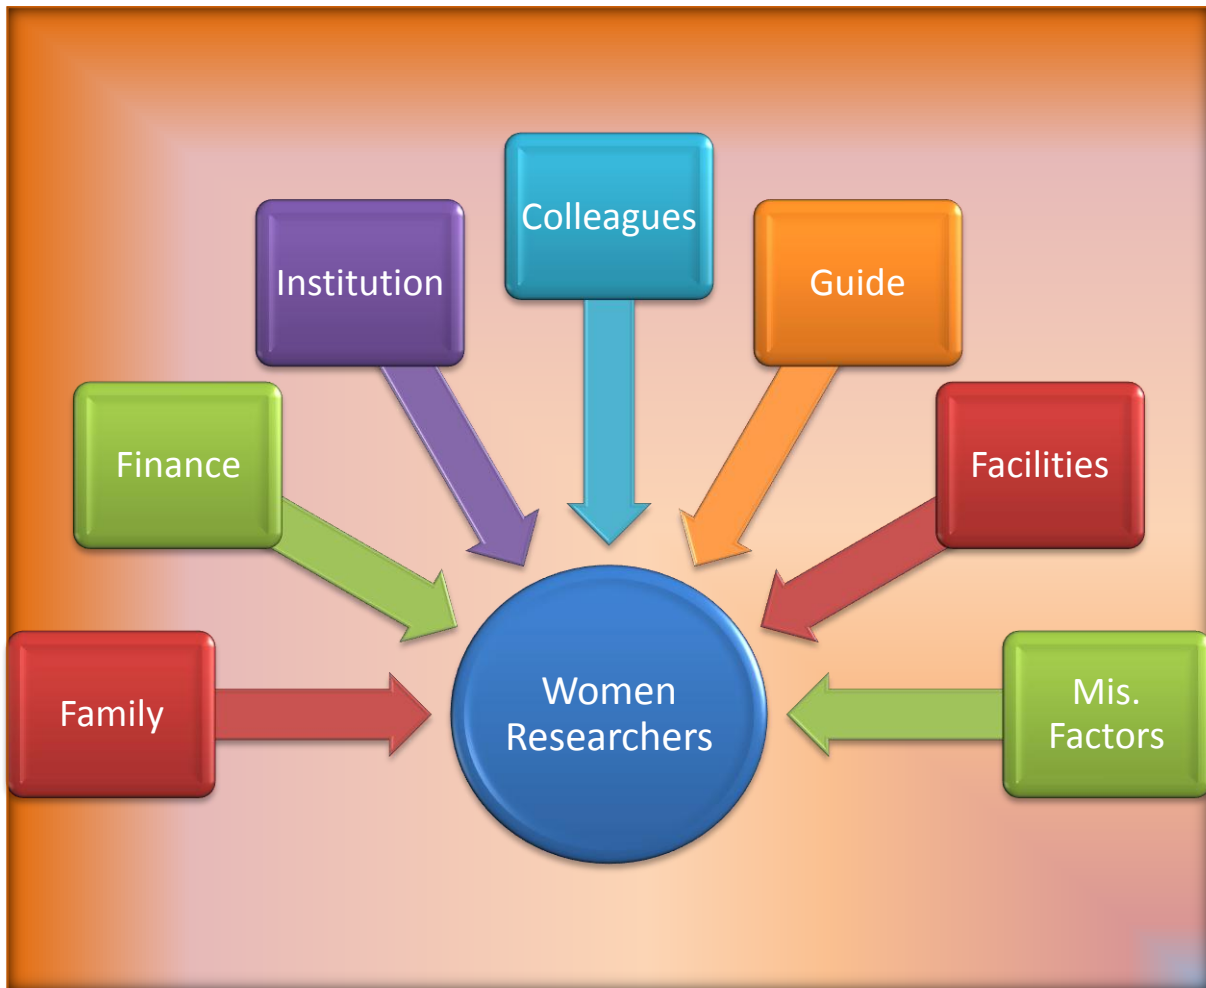 Colleagues
Institution
Guide
Finance
Facilities
Family
Women
Researchers
Mis.
Factors